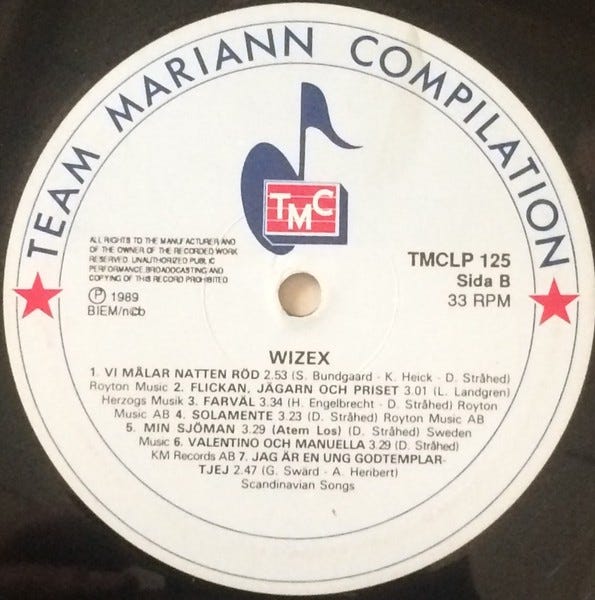 TEAM MARIANN COMPILATION
TMC
ALL RIGHTS TO THE MANUFACTURER AND
OF THE OWNER OF THE RECORDED WORK
RESERVED. UNAUTHORIZED PUBLIC
PERFORMANCE, BROADCASTING AND
COPYING OF THIS RECORD PROHIBITED
Ⓟ 1989
BIEM/ncb
TMCLP 125
Sida B
33 RPM
WIZEX
1. VI MÅLAR NATTEN RÖD 2.53 (S. Bundgaard - K. Heick - D. Stråhed)
Royton Music 2. FLICKAN, JÄGARN OCH PRISET 3.01 (L. Landgren)
Herzogs Musik 3. FARVÄL 3.34 (H. Engelbrecht - D. Stråhed) Royton
Music AB 4. SOLAMENTE 3.23 (D. Stråhed) Royton Music AB
5. MIN SJÖMAN 3.29 (Atem Los) (D. Stråhed) Sweden
Music 6. VALENTINO OCH MANUELLA 3.29 (D. Stråhed)
KM Records AB 7. JAG ÄR EN UNG GODTEMPLAR-
TJEJ 2.47 (G. Swärd - A. Heribert)
Scandinavian Songs